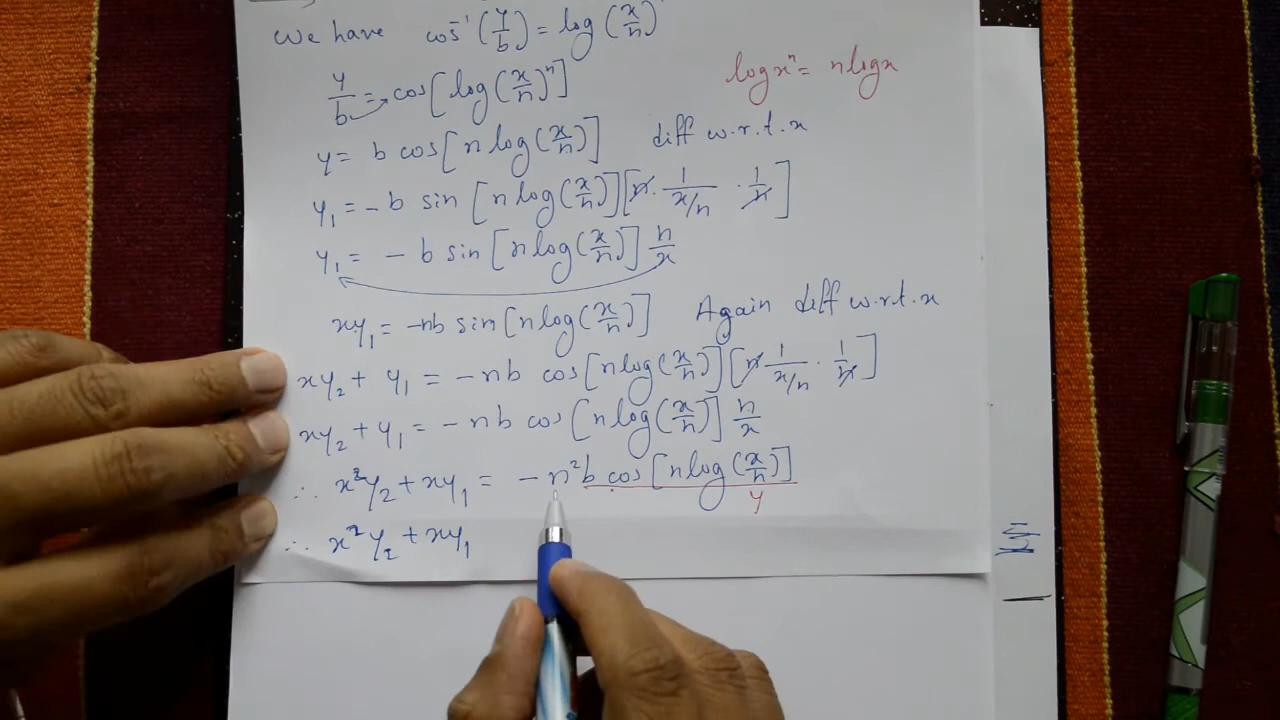 We have cos⁻¹(y/b) = log(x/n)
y/b = cos[log(x/n)ⁿ]
log xⁿ = n log x
y = b cos[n log(x/n)] diff w.r.t. x
y₁ = - b sin [n log(x/n)] [n · 1/(x/n) · 1/n]
y₁ = - b sin [n log(x/n)] n/x
xy₁ = -nb sin [n log(x/n)] Again diff w.r.t. x
xy₂ + y₁ = - nb cos[n log(x/n)] [n · 1/(x/n) · 1/n]
xy₂ + y₁ = - nb cos [n log(x/n)] n/x
∴ x²y₂ + xy₁ = - n²b cos [n log(x/n)]
y
∴ x²y₂ + xy₁